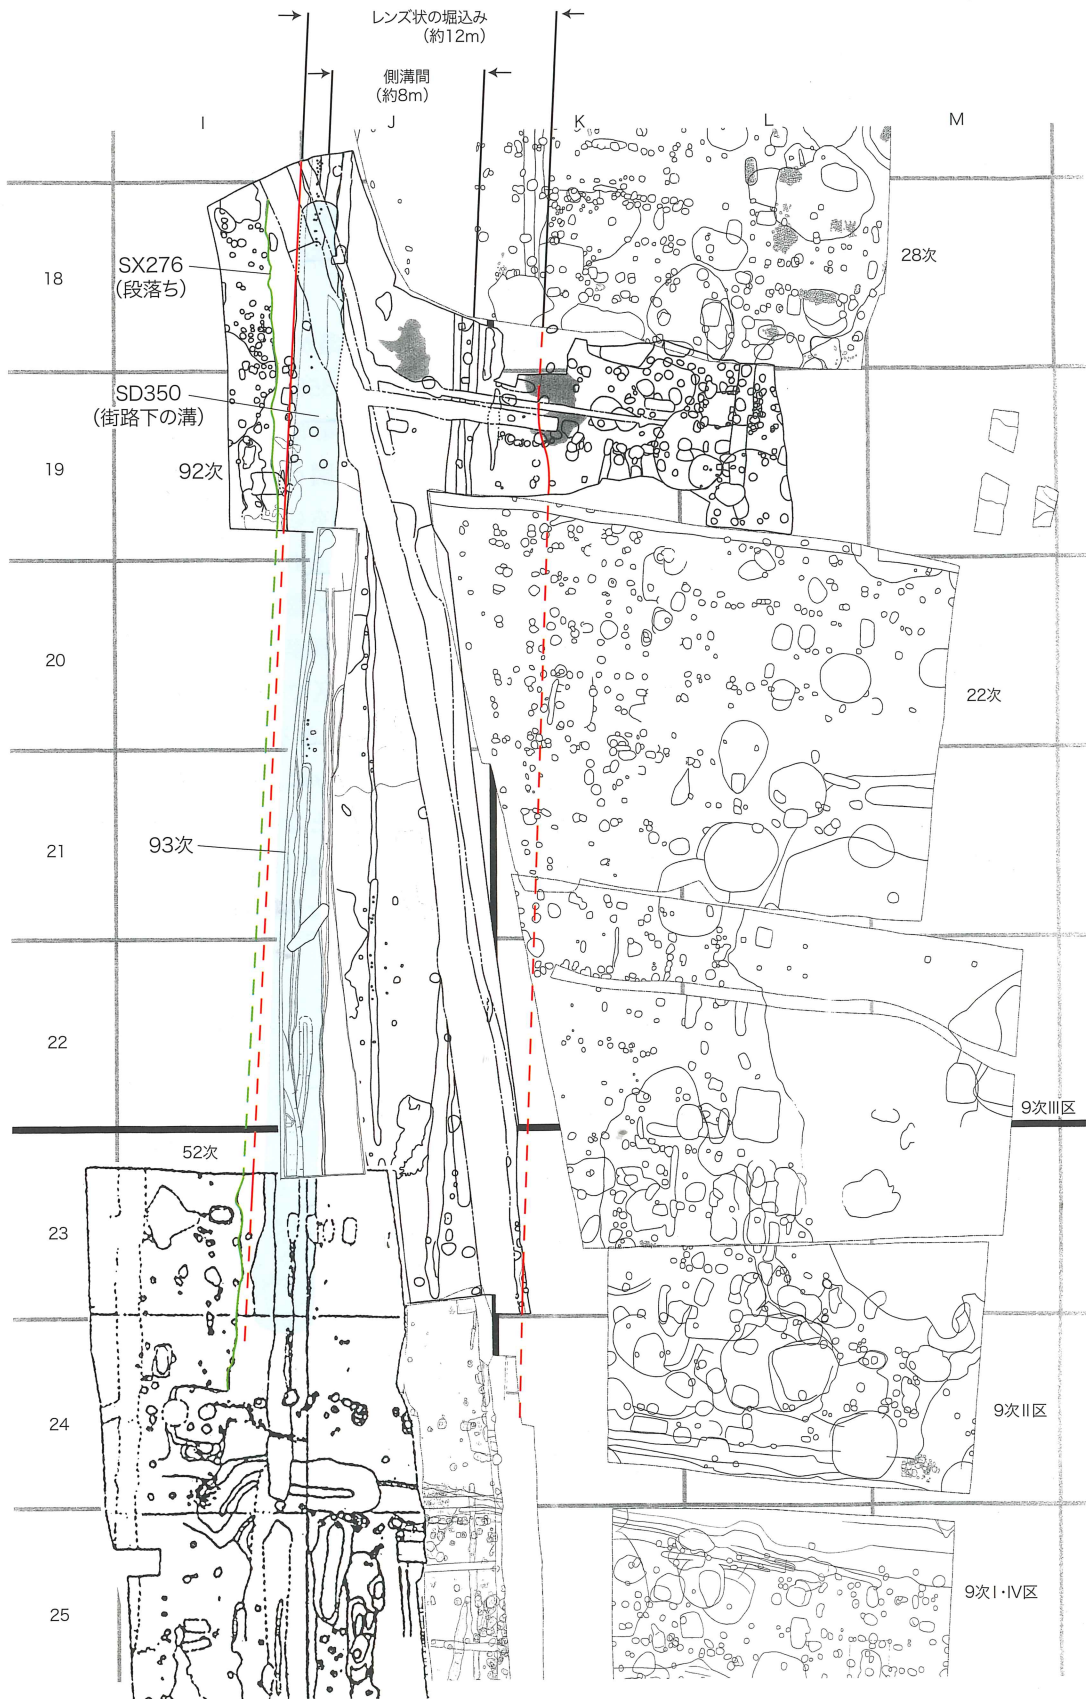 レンズ状の堀込み
(約12m)
側溝間
(約8m)
I
J
K
L
M
18
SX276
(段落ち)
28次
SD350
(街路下の溝)
19
92次
20
22次
21
93次
22
9次III区
52次
23
24
9次II区
25
9次I・IV区